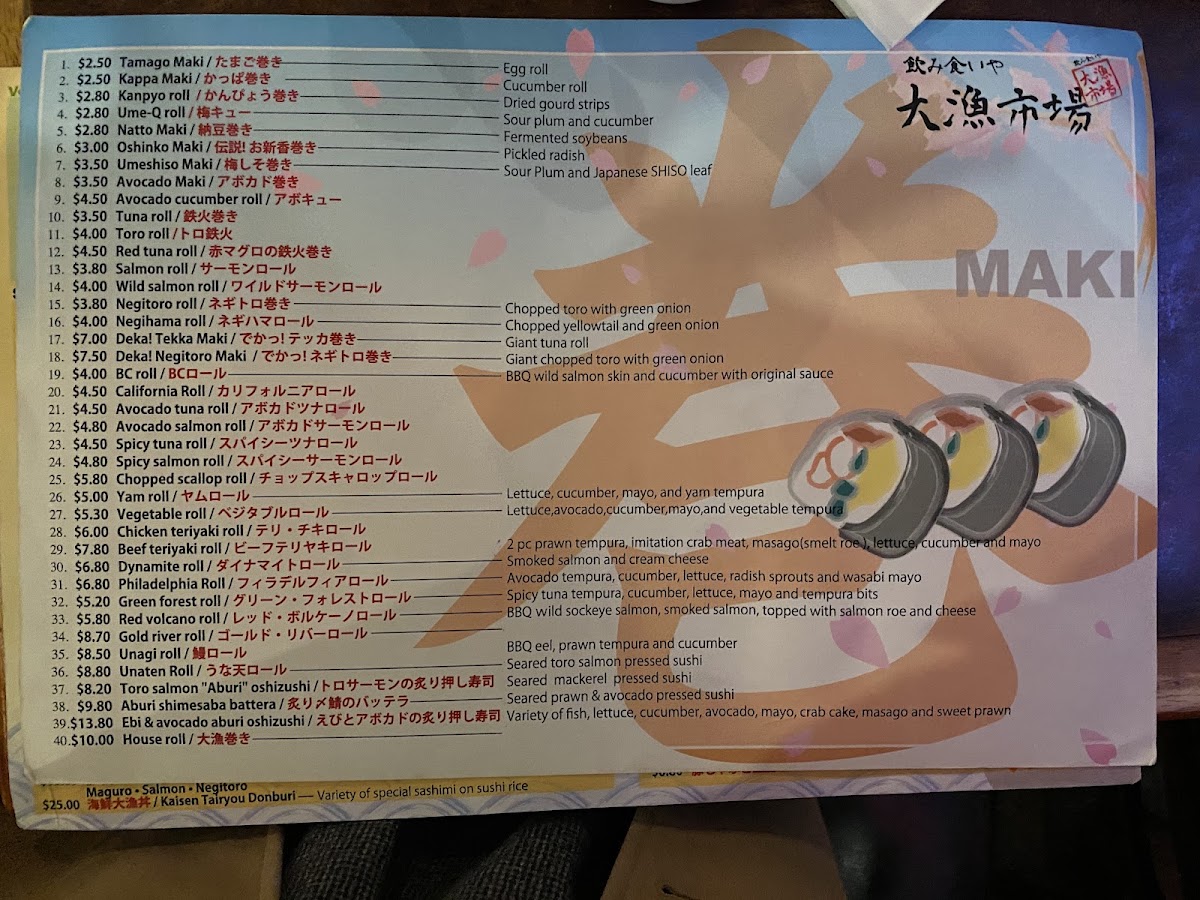 1. $2.50 Tamago Maki / たまご巻き Egg roll
2. $2.50 Kappa Maki / かっぱ巻き Cucumber roll
3. $2.80 Kanpyo roll / かんぴょう巻き Dried gourd strips
4. $2.80 Ume-Q roll / 梅キュー Sour plum and cucumber
5. $2.80 Natto Maki / 納豆巻き Fermented soybeans
6. $3.00 Oshinko Maki / 伝説! お新香巻き Pickled radish
7. $3.50 Umeshiso Maki / 梅しそ巻き Sour Plum and Japanese SHISO leaf
8. $3.50 Avocado Maki / アボカド巻き
9. $4.50 Avocado cucumber roll / アボキュー
10. $3.50 Tuna roll / 鉄火巻き
11. $4.00 Toro roll / トロ鉄火
12. $4.50 Red tuna roll / 赤マグロの鉄火巻き
13. $3.80 Salmon roll / サーモンロール
14. $4.00 Wild salmon roll / ワイルドサーモンロール
15. $3.80 Negitoro roll / ネギトロ巻き Chopped toro with green onion
16. $4.00 Negihama roll / ネギハマロール Chopped yellowtail and green onion
17. $7.00 Deka! Tekka Maki / でかっ! テッカ巻き Giant tuna roll
18. $7.50 Deka! Negitoro Maki / でかっ! ネギトロ巻き Giant chopped toro with green onion
19. $4.00 BC roll / BCロール BBQ wild salmon skin and cucumber with original sauce
20. $4.50 California Roll / カリフォルニアロール
21. $4.50 Avocado tuna roll / アボカドツナロール
22. $4.80 Avocado salmon roll / アボカドサーモンロール
23. $4.50 Spicy tuna roll / スパイシーツナロール
24. $4.80 Spicy salmon roll / スパイシーサーモンロール
25. $5.80 Chopped scallop roll / チョップスキャロップロール
26. $5.00 Yam roll / ヤムロール Lettuce, cucumber, mayo, and yam tempura
27. $5.30 Vegetable roll / ベジタブルロール Lettuce,avocado,cucumber,mayo,and vegetable tempura
28. $6.00 Chicken teriyaki roll / テリ・チキロール
29. $7.80 Beef teriyaki roll / ビーフテリヤキロール
30. $6.80 Dynamite roll / ダイナマイトロール 2 pc prawn tempura, imitation crab meat, masago(smelt roe ), lettuce, cucumber and mayo
31. $6.80 Philadelphia Roll / フィラデルフィアロール Smoked salmon and cream cheese
32. $5.20 Green forest roll / グリーン・フォレストロール Avocado tempura, cucumber, lettuce, radish sprouts and wasabi mayo
33. $5.80 Red volcano roll / レッド・ボルケーノロール Spicy tuna tempura, cucumber, lettuce, mayo and tempura bits
34. $8.70 Gold river roll / ゴールド・リバーロール BBQ wild sockeye salmon, smoked salmon, topped with salmon roe and cheese
35. $8.50 Unagi roll / 鰻ロール
36. $8.80 Unaten Roll / うな天ロール BBQ eel, prawn tempura and cucumber
37. $8.20 Toro salmon "Aburi" oshizushi / トロサーモンの炙り押し寿司 Seared toro salmon pressed sushi
38. $9.80 Aburi shimesaba battera / 炙り〆鯖のバッテラ Seared mackerel pressed sushi
39. $13.80 Ebi & avocado aburi oshizushi / えびとアボカドの炙り押し寿司 Seared prawn & avocado pressed sushi
40. $10.00 House roll / 大漁巻き Variety of fish, lettuce, cucumber, avocado, mayo, crab cake, masago and sweet prawn
飲み食いや
大漁市場
飲み食いや
大漁
市場
MAKI
巻
Maguro • Salmon • Negitoro
$25.00 海鮮大漁丼 / Kaisen Tairyou Donburi — Variety of special sashimi on sushi rice